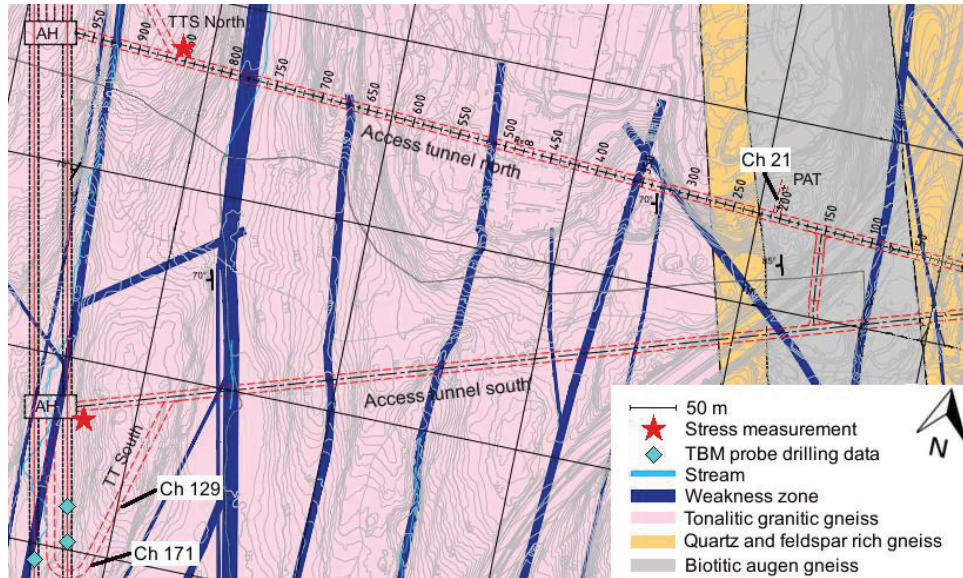 AH
950
900
TTS North
800
750
700
650
600
550
500
450
400
350
300
250
200
150
100
50
Access tunnel north
Ch 21
PAT
70°
70°
AH
Access tunnel south
TT South
Ch 129
Ch 171
50 m
Stress measurement
TBM probe drilling data
Stream
Weakness zone
Tonalitic granitic gneiss
Quartz and feldspar rich gneiss
Biotitic augen gneiss
N